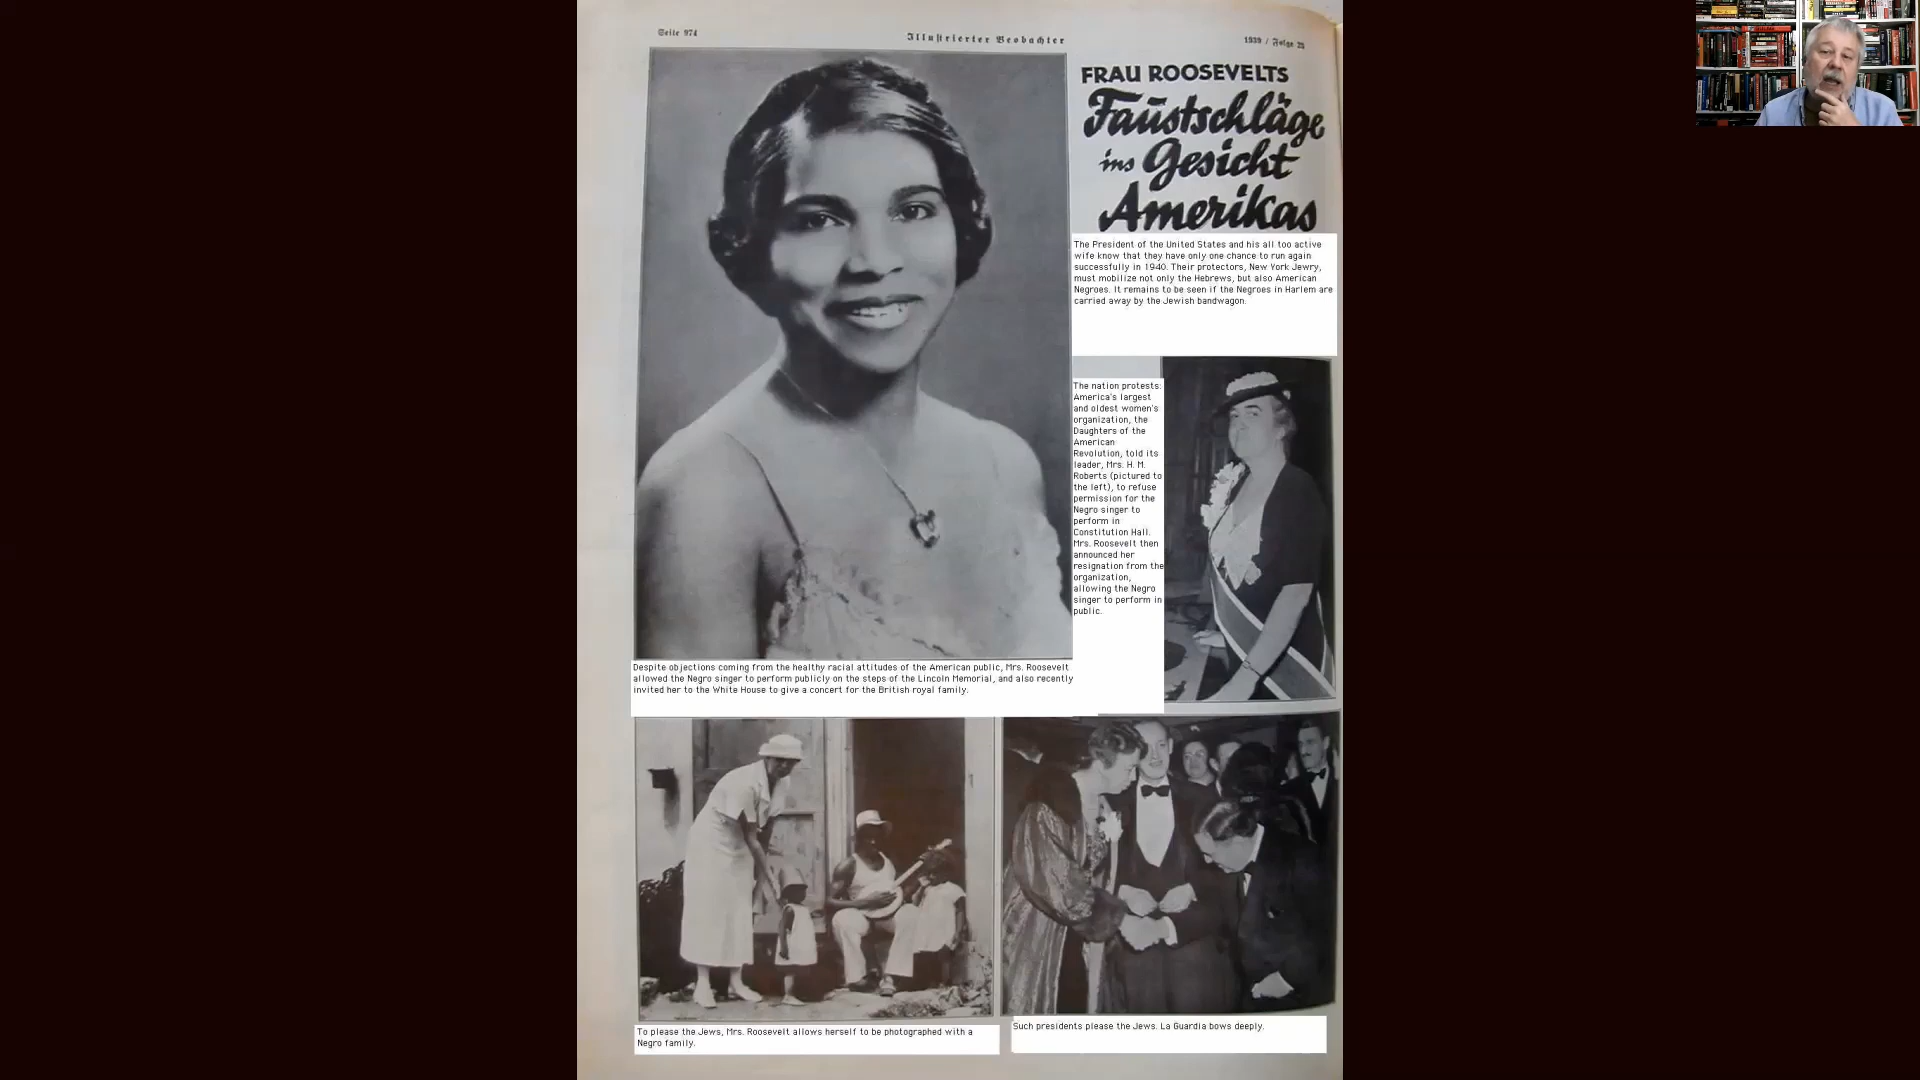 Seite 974
Illustrierter Beobachter
1939 / Folge 25
FRAU ROOSEVELTS
Faustschläge
ins Gesicht
Amerikas
The President of the United States and his all too active
wife know that they have only one chance to run again
successfully in 1940. Their protectors, New York Jewry,
must mobilize not only the Hebrews, but also American
Negroes. It remains to be seen if the Negroes in Harlem are
carried away by the Jewish bandwagon.
The nation protests:
America's largest
and oldest women's
organization, the
Daughters of the
American
Revolution, told its
leader, Mrs. H. M.
Roberts (pictured to
the left), to refuse
permission for the
Negro singer to
perform in
Constitution Hall.
Mrs. Roosevelt then
announced her
resignation from the
organization,
allowing the Negro
singer to perform in
public.
Despite objections coming from the healthy racial attitudes of the American public, Mrs. Roosevelt
allowed the Negro singer to perform publicly on the steps of the Lincoln Memorial, and also recently
invited her to the White House to give a concert for the British royal family.
To please the Jews, Mrs. Roosevelt allows herself to be photographed with a
Negro family.
Such presidents please the Jews. La Guardia bows deeply.